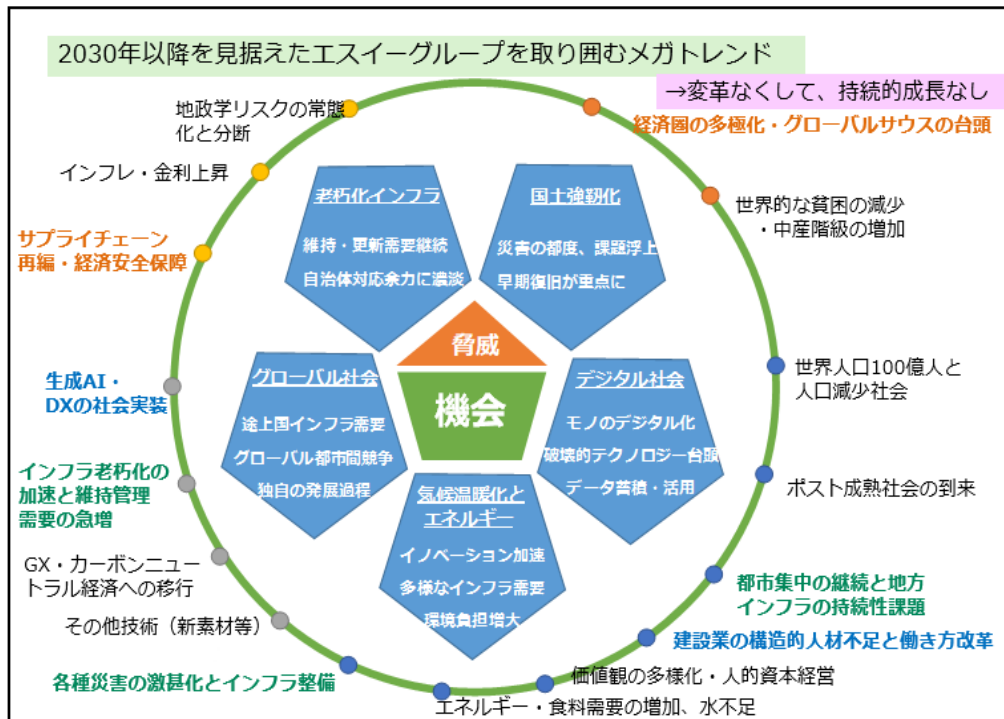 2030年以降を見据えたエスイーグループを取り囲むメガトレンド
→変革なくして、持続的成長なし
地政学リスクの常態
化と分断
経済圏の多極化・グローバルサウスの台頭
インフレ・金利上昇
世界的な貧困の減少
・中産階級の増加
サプライチェーン
再編・経済安全保障
老朽化インフラ
維持・更新需要継続
自治体対応余力に濃淡
国土強靭化
災害の都度、課題浮上
早期復旧が重点に
脅威
機会
グローバル社会
途上国インフラ需要
グローバル都市間競争
独自の発展過程
デジタル社会
モノのデジタル化
破壊的テクノロジー台頭
データ蓄積・活用
気候温暖化と
エネルギー
イノベーション加速
多様なインフラ需要
環境負担増大
生成AI・
DXの社会実装
世界人口100億人と
人口減少社会
インフラ老朽化の
加速と維持管理
需要の急増
ポスト成熟社会の到来
GX・カーボンニュー
トラル経済への移行
都市集中の継続と地方
インフラの持続性課題
その他技術（新素材等）
建設業の構造的人材不足と働き方改革
各種災害の激甚化とインフラ整備
価値観の多様化・人的資本経営
エネルギー・食料需要の増加、水不足